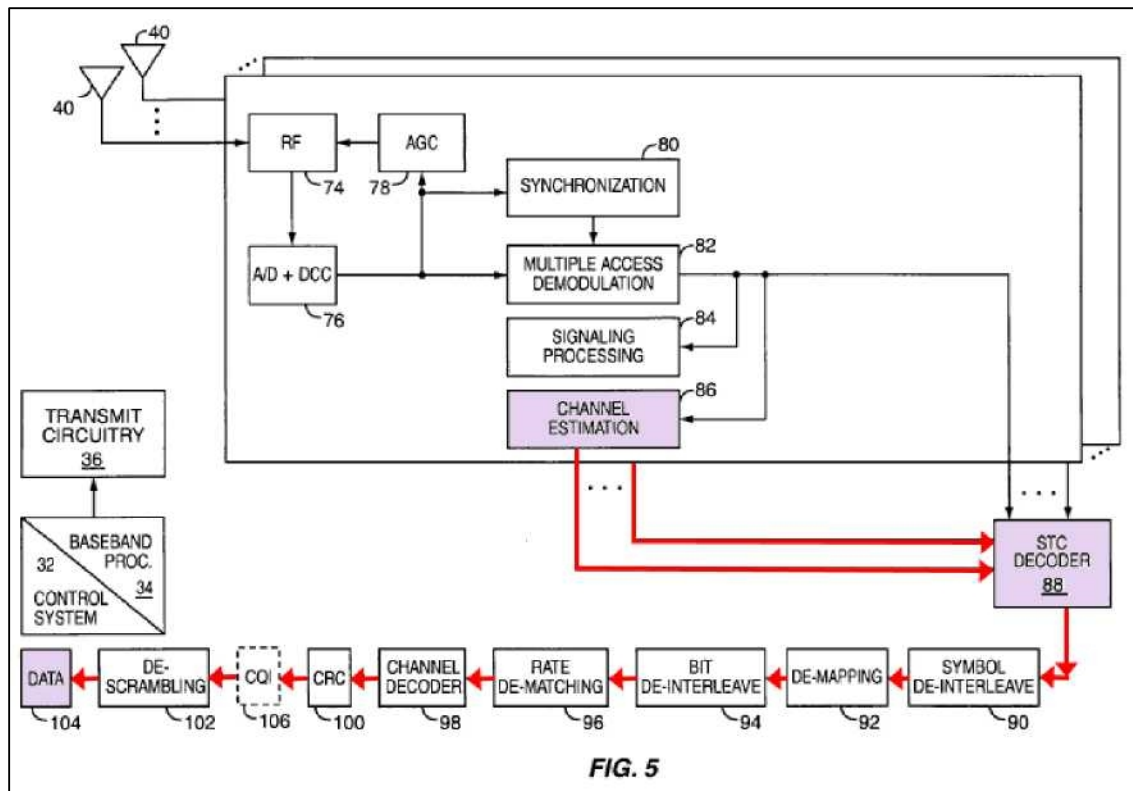 40
40
RF
74
AGC
78
80
SYNCHRONIZATION
A/D + DCC
76
82
MULTIPLE ACCESS
DEMODULATION
84
SIGNALING
PROCESSING
86
CHANNEL
ESTIMATION
TRANSMIT
CIRCUITRY
36
BASEBAND
PROC.
32
34
CONTROL
SYSTEM
STC
DECODER
88
DATA
104
DE-
SCRAMBLING
102
CQI
106
CRC
100
CHANNEL
DECODER
98
RATE
DE-MATCHING
96
BIT
DE-INTERLEAVE
94
DE-MAPPING
92
SYMBOL
DE-INTERLEAVE
90
FIG. 5